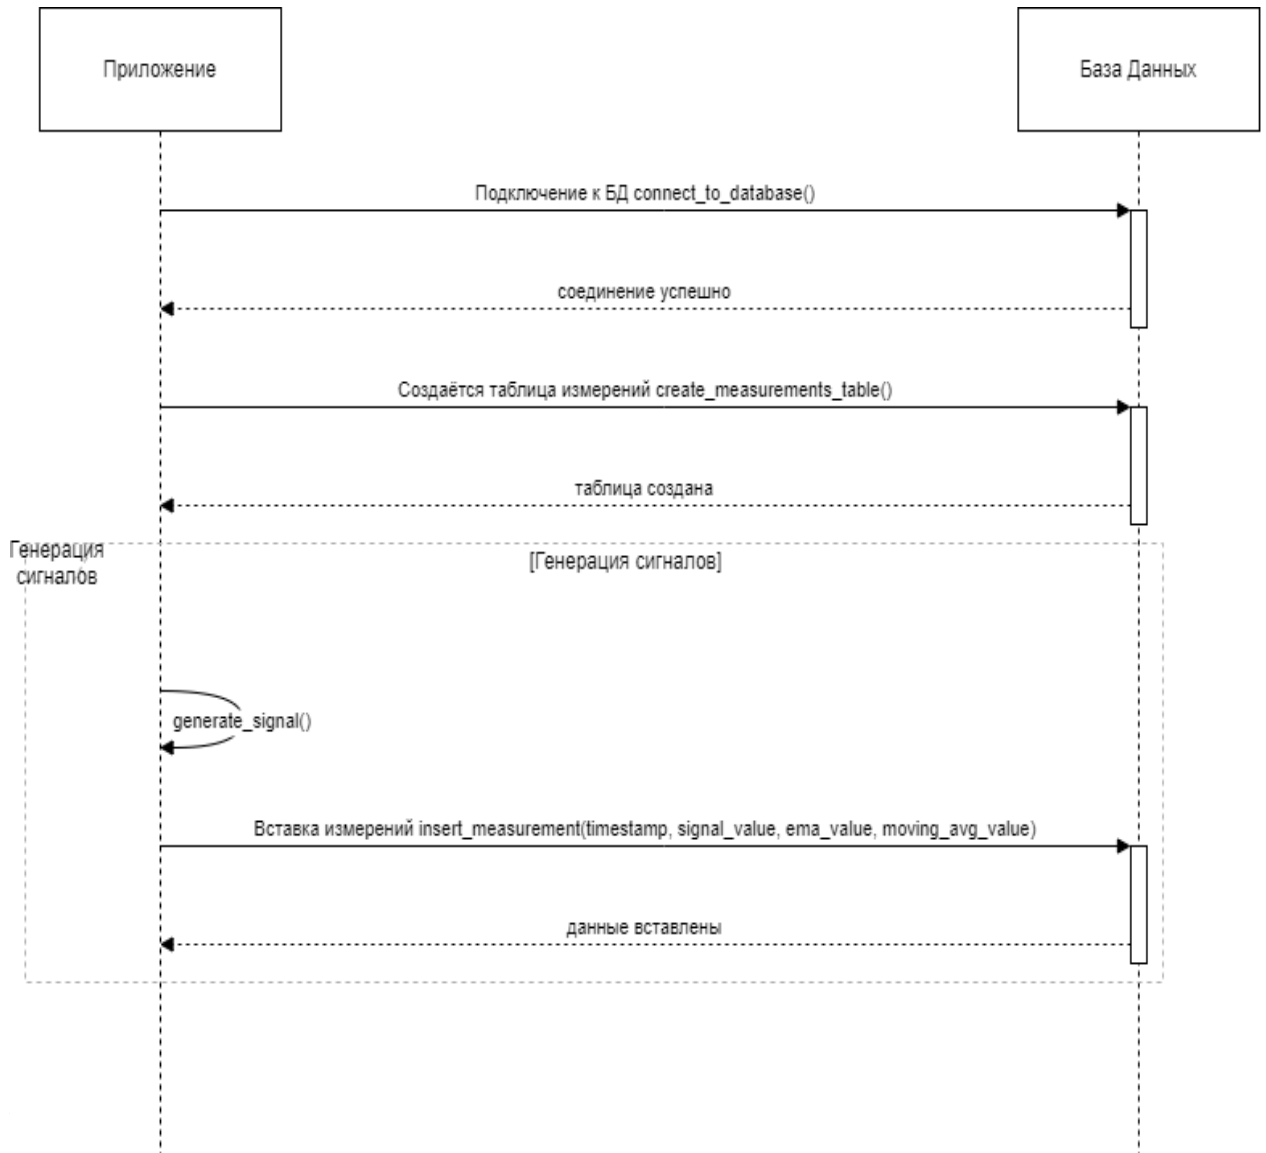 Приложение
База Данных
Подключение к БД connect_to_database()
соединение успешно
Создаётся таблица измерений create_measurements_table()
таблица создана
Генерация
сигналов
[Генерация сигналов]
generate_signal()
Вставка измерений insert_measurement(timestamp, signal_value, ema_value, moving_avg_value)
данные вставлены